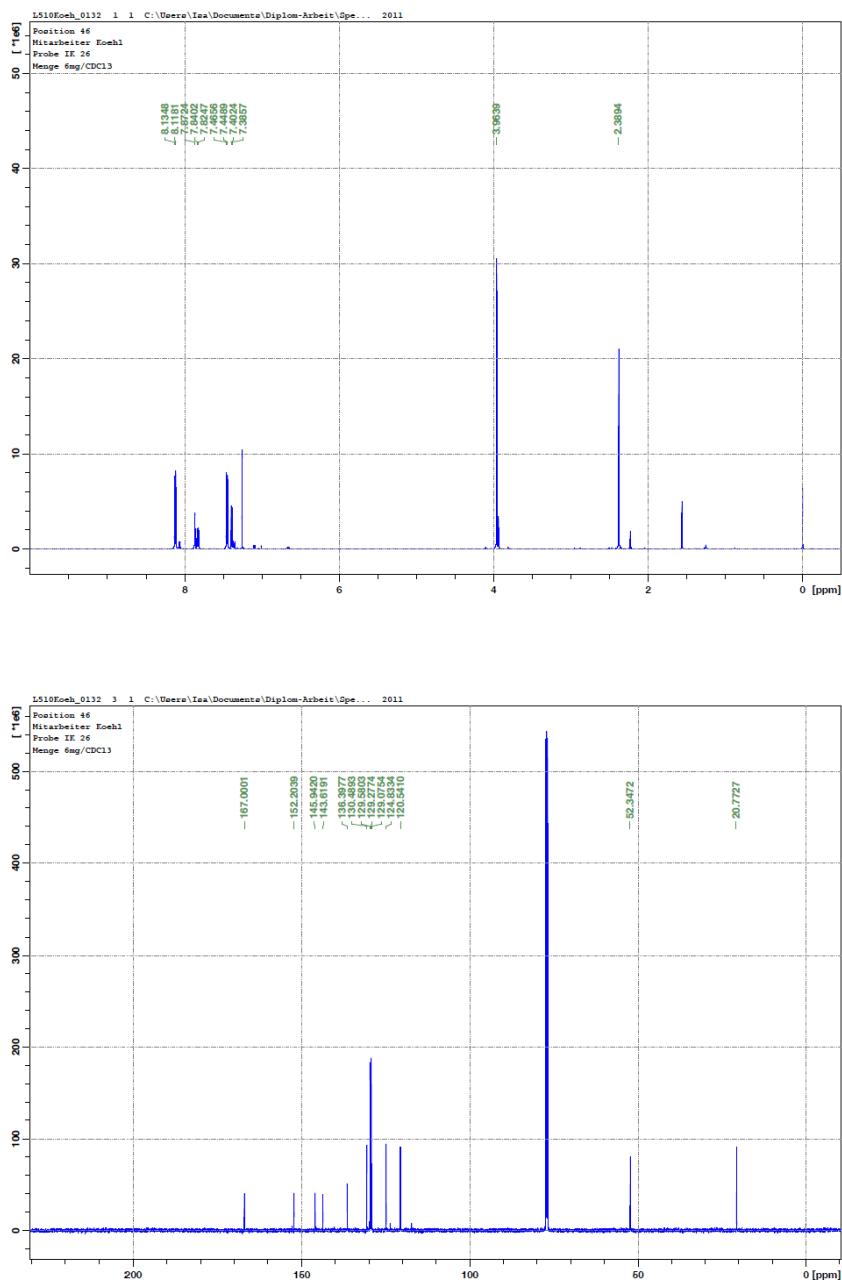 L510Koeh_0132 1 1 C:\Users\Isa\Documents\Diplom-Arbeit\Spe... 2011
Position 46
Mitarbeiter Koehl
Probe IK 26
Menge 6mg/CDCl3
[ *1e6]
50
40
30
20
10
0
8.1348
8.1181
7.8724
7.8402
7.8247
7.4656
7.4489
7.4024
7.3857
3.9639
2.3894
8 6 4 2 0 [ppm]
L510Koeh_0132 3 1 C:\Users\Isa\Documents\Diplom-Arbeit\Spe... 2011
Position 46
Mitarbeiter Koehl
Probe IK 26
Menge 6mg/CDCl3
[ *1e6]
500
400
300
200
100
0
167.0001
152.2039
145.9420
143.6191
136.3977
130.4893
129.5803
129.2774
129.0754
124.8334
120.5410
52.3472
20.7727
200 150 100 50 0 [ppm]